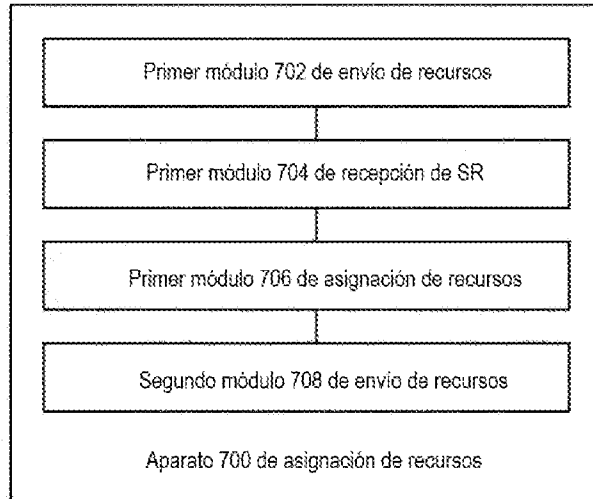 Primer módulo 702 de envío de recursos
Primer módulo 704 de recepción de SR
Primer módulo 706 de asignación de recursos
Segundo módulo 708 de envío de recursos
Aparato 700 de asignación de recursos